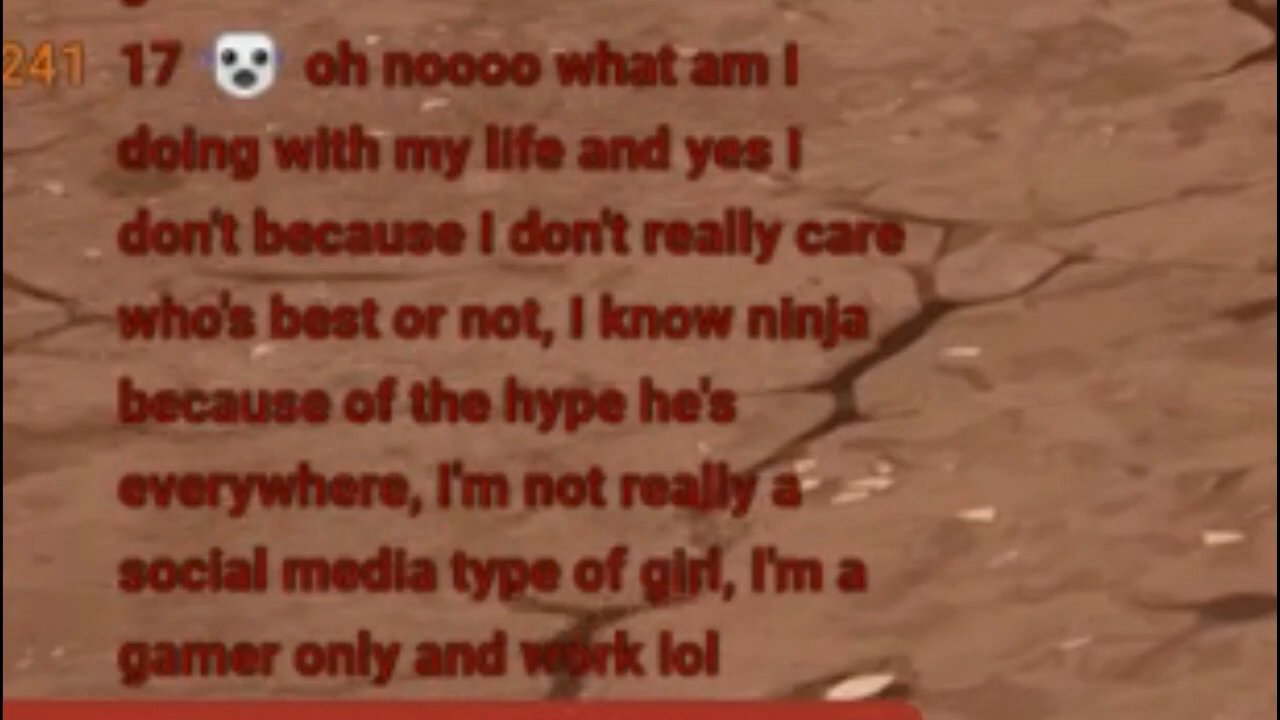 241 17 oh noooo what am I
doing with my life and yes I
don't because I don't really care
who's best or not, I know ninja
because of the hype he's
everywhere, I'm not really a
social media type of girl, I'm a
gamer only and work lol